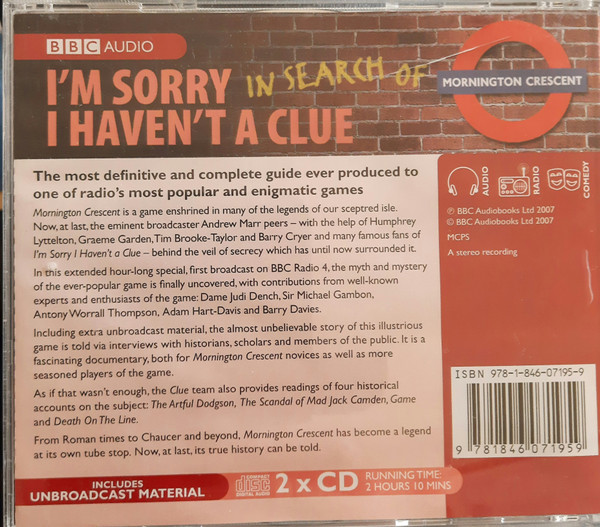 BBC AUDIO
I'M SORRY
I HAVEN'T A CLUE
IN SEARCH OF
MORNINGTON CRESCENT
The most definitive and complete guide ever produced to
one of radio's most popular and enigmatic games
Mornington Crescent is a game enshrined in many of the legends of our sceptred isle.
Now, at last, the eminent broadcaster Andrew Marr peers – with the help of Humphrey
Lyttelton, Graeme Garden, Tim Brooke-Taylor and Barry Cryer and many famous fans of
I'm Sorry I Haven't a Clue – behind the veil of secrecy which has until now surrounded it.
In this extended hour-long special, first broadcast on BBC Radio 4, the myth and mystery
of the ever-popular game is finally uncovered, with contributions from well-known
experts and enthusiasts of the game: Dame Judi Dench, Sir Michael Gambon,
Antony Worrall Thompson, Adam Hart-Davis and Barry Davies.
Including extra unbroadcast material, the almost unbelievable story of this illustrious
game is told via interviews with historians, scholars and members of the public. It is a
fascinating documentary, both for Mornington Crescent novices as well as more
seasoned players of the game.
As if that wasn't enough, the Clue team also provides readings of four historical
accounts on the subject: The Artful Dodgson, The Scandal of Mad Jack Camden, Game
and Death On The Line.
From Roman times to Chaucer and beyond, Mornington Crescent has become a legend
at its own tube stop. Now, at last, its true history can be told.
AUDIO
RADIO
COMEDY
℗ BBC Audiobooks Ltd 2007
© BBC Audiobooks Ltd 2007
MCPS
A stereo recording
ISBN 978-1-846-07195-9
9 781846 071959
INCLUDES
UNBROADCAST MATERIAL
COMPACT
disc
DIGITAL AUDIO
2 x CD
RUNNING TIME:
2 HOURS 10 MINS